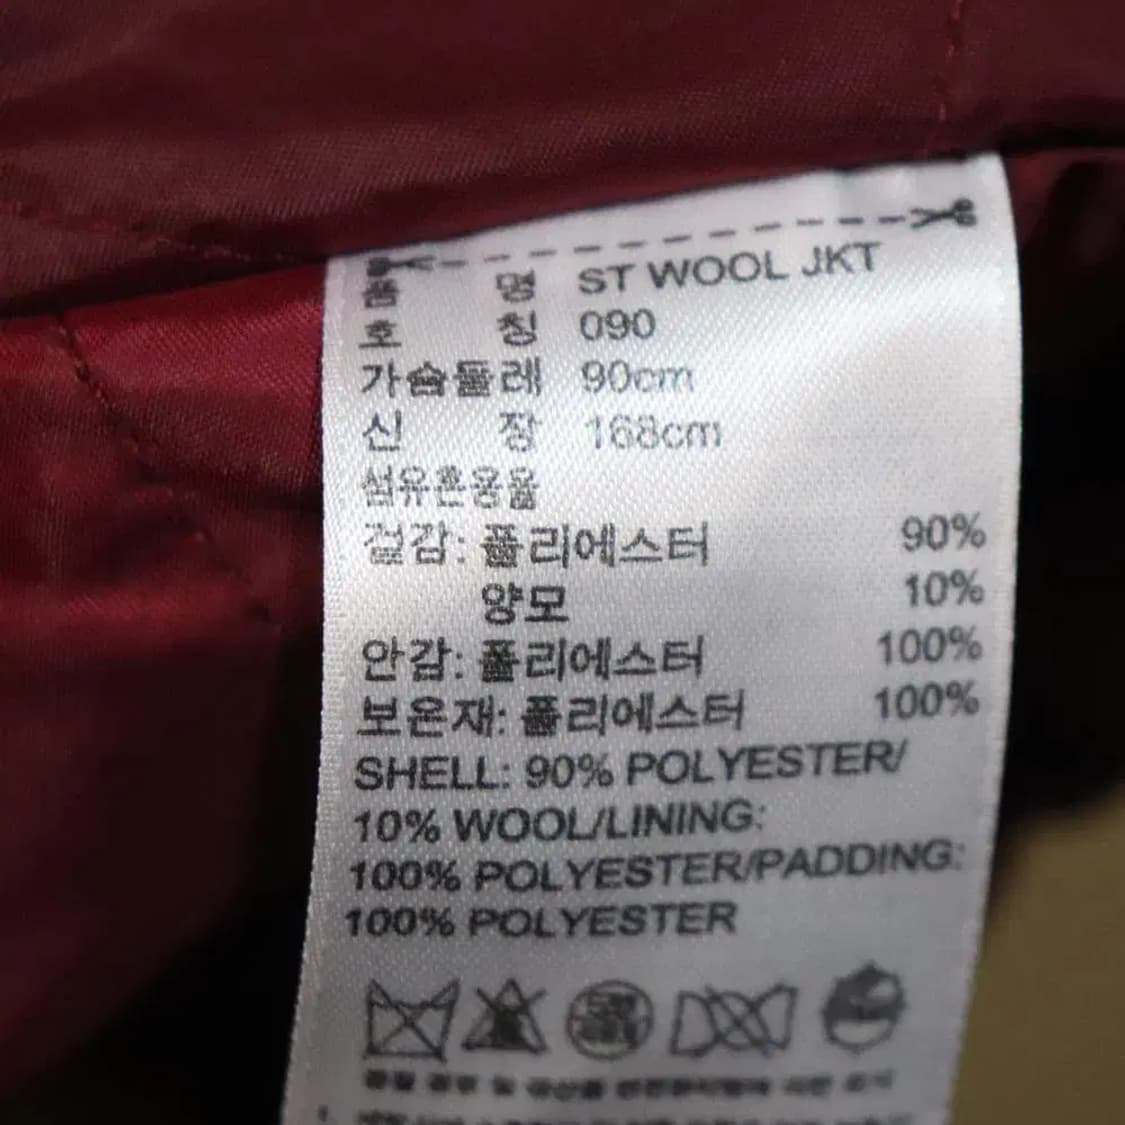 품 명 ST WOOL JKT
호 칭 090
가슴둘레 90cm
신 장 168cm
섬유혼용율
겉감: 폴리에스터 90%
양모 10%
안감: 폴리에스터 100%
보온재: 폴리에스터 100%
SHELL: 90% POLYESTER/
10% WOOL/LINING:
100% POLYESTER/PADDING:
100% POLYESTER